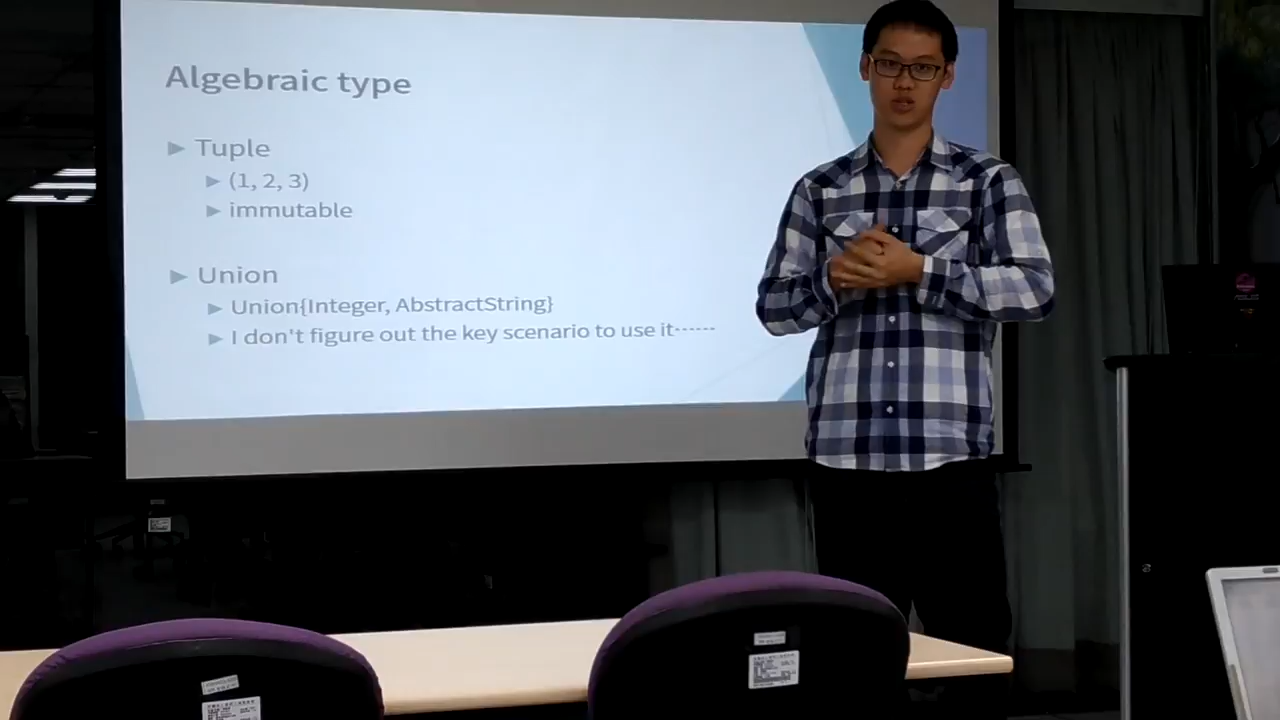 Algebraic type
Tuple
(1, 2, 3)
immutable
Union
Union{Integer, AbstractString}
I don't figure out the key scenario to use it⋯⋯